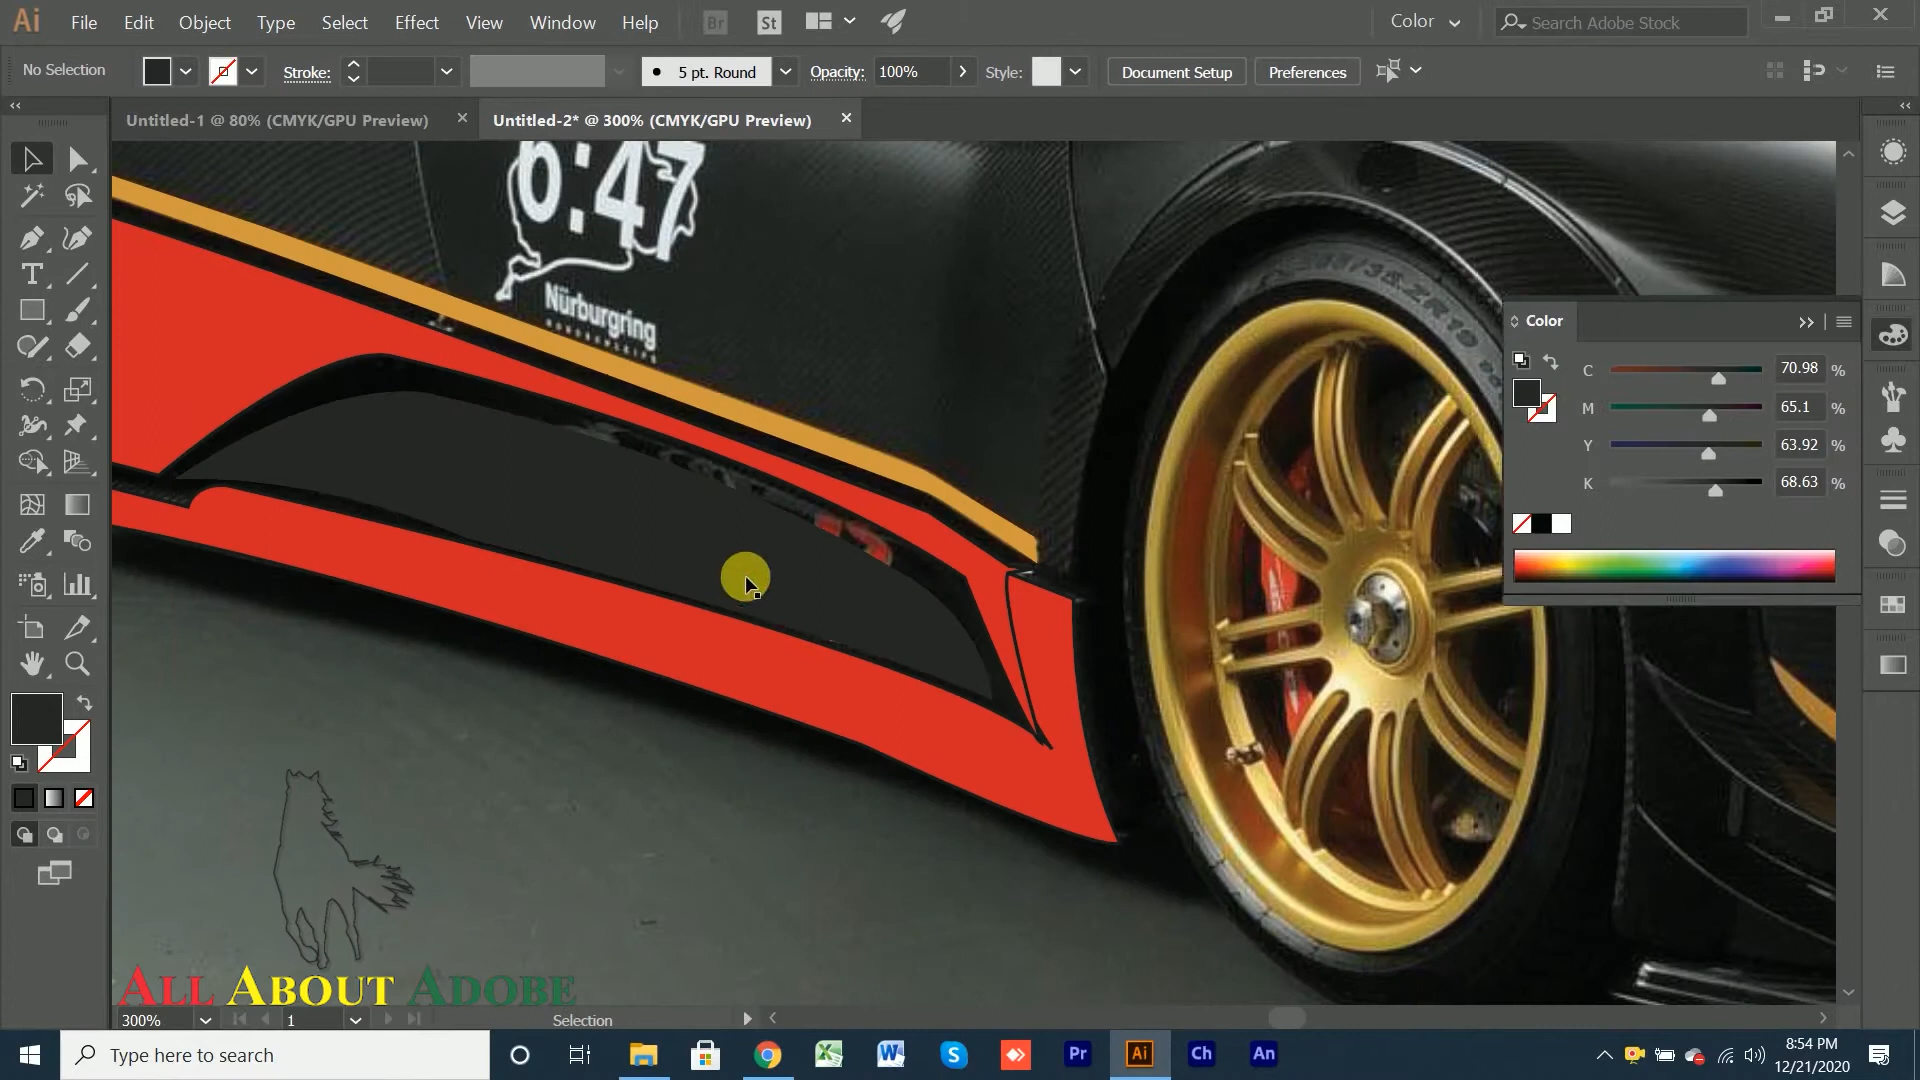 Ai File Edit Object Type Select Effect View Window Help Br St Color Search Adobe Stock
No Selection Stroke: 5 pt. Round Opacity: 100% Style: Document Setup Preferences
Untitled-1 @ 80% (CMYK/GPU Preview) Untitled-2* @ 300% (CMYK/GPU Preview)
6:47
Nürburgring
Color
C 70.98 %
M 65.1 %
Y 63.92 %
K 68.63 %
ALL ABOUT ADOBE
300% 1 Selection
Type here to search
Pr Ai Ch An
8:54 PM
12/21/2020